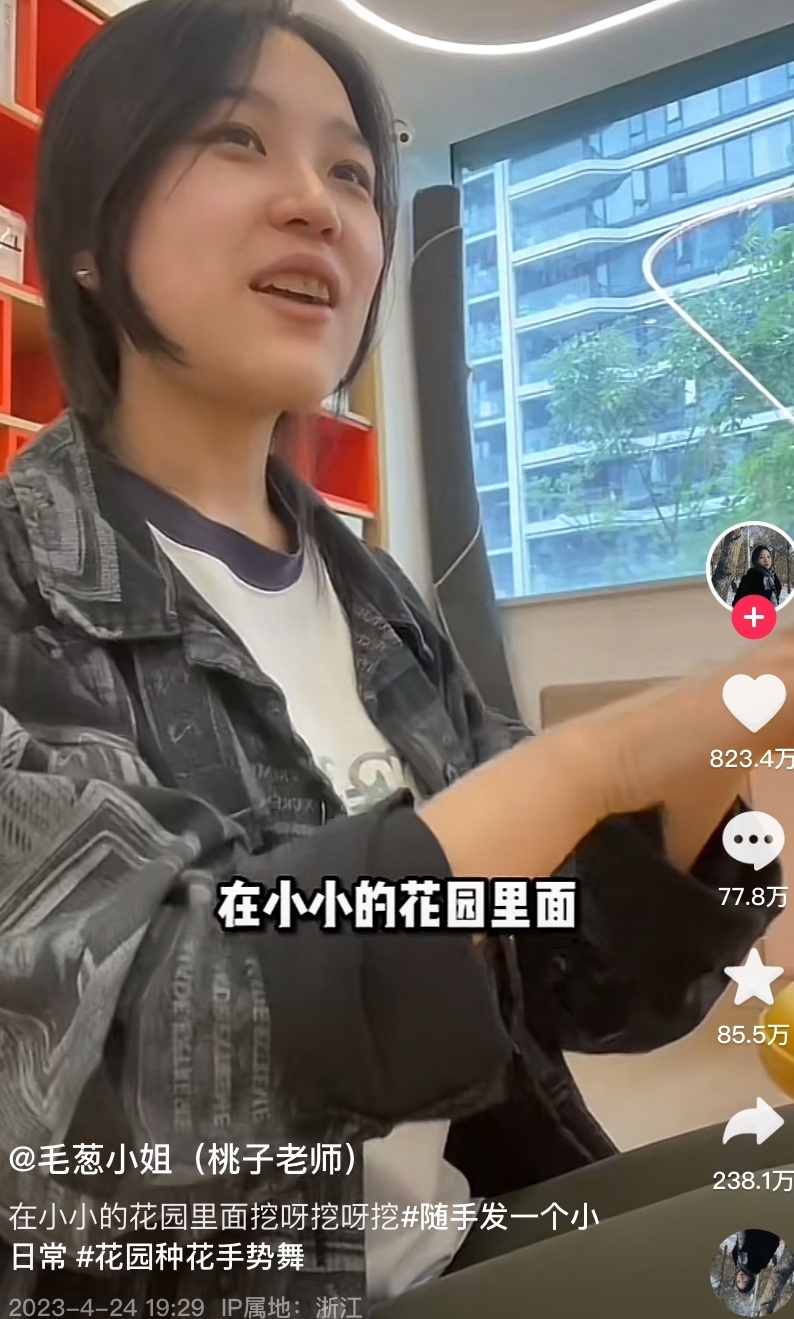 在小小的花园里面
823.4万
77.8万
85.5万
238.1万
@毛葱小姐（桃子老师）
在小小的花园里面挖呀挖呀挖#随手发一个小
日常 #花园种花手势舞
2023-4-24 19:29 IP属地：浙江